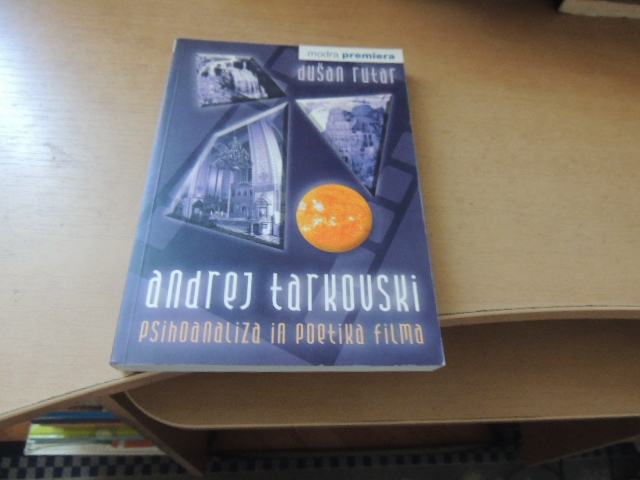 modra premiera
dušan rutar
andrej tarkovski
psihoanaliza in poetika filma